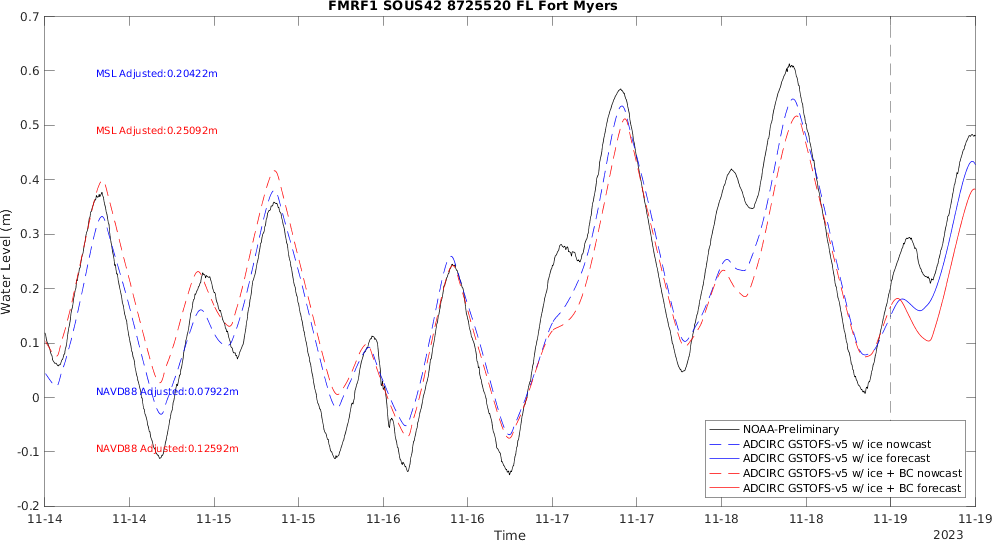 FMRF1 SOUS42 8725520 FL Fort Myers
0.7
0.6
0.5
0.4
0.3
0.2
0.1
0
-0.1
-0.2
Water Level (m)
MSL Adjusted:0.20422m
MSL Adjusted:0.25092m
NAVD88 Adjusted:0.07922m
NAVD88 Adjusted:0.12592m
NOAA-Preliminary
ADCIRC GSTOFS-v5 w/ ice nowcast
ADCIRC GSTOFS-v5 w/ ice forecast
ADCIRC GSTOFS-v5 w/ ice + BC nowcast
ADCIRC GSTOFS-v5 w/ ice + BC forecast
11-14 11-14 11-15 11-15 11-16 11-16 11-17 11-17 11-18 11-18 11-19 11-19
Time
2023